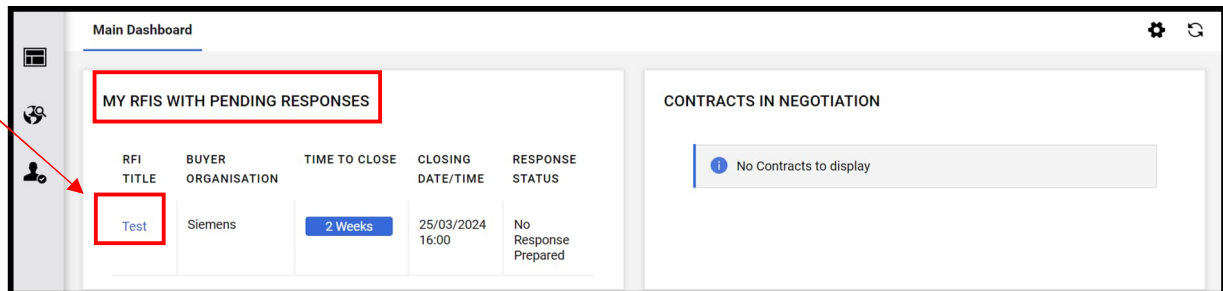 Main Dashboard
MY RFIS WITH PENDING RESPONSES
RFI TITLE
BUYER ORGANISATION
TIME TO CLOSE
CLOSING DATE/TIME
RESPONSE STATUS
Test
Siemens
2 Weeks
25/03/2024 16:00
No Response Prepared
CONTRACTS IN NEGOTIATION
No Contracts to display